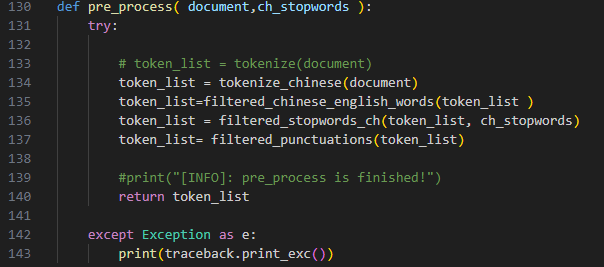 130 def pre_process( document,ch_stopwords ):
131     try:
132
133         # token_list = tokenize(document)
134         token_list = tokenize_chinese(document)
135         token_list=filtered_chinese_english_words(token_list )
136         token_list = filtered_stopwords_ch(token_list, ch_stopwords)
137         token_list= filtered_punctuations(token_list)
138
139         #print("[INFO]: pre_process is finished!")
140         return token_list
141
142     except Exception as e:
143         print(traceback.print_exc())